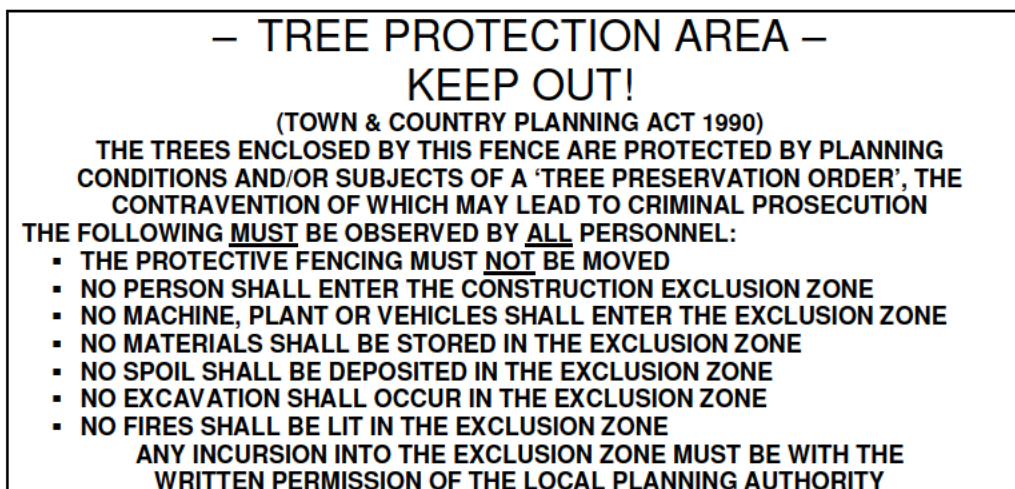 – TREE PROTECTION AREA –
KEEP OUT!
(TOWN & COUNTRY PLANNING ACT 1990)
THE TREES ENCLOSED BY THIS FENCE ARE PROTECTED BY PLANNING
CONDITIONS AND/OR SUBJECTS OF A ‘TREE PRESERVATION ORDER’, THE
CONTRAVENTION OF WHICH MAY LEAD TO CRIMINAL PROSECUTION
THE FOLLOWING MUST BE OBSERVED BY ALL PERSONNEL:
▪ THE PROTECTIVE FENCING MUST NOT BE MOVED
▪ NO PERSON SHALL ENTER THE CONSTRUCTION EXCLUSION ZONE
▪ NO MACHINE, PLANT OR VEHICLES SHALL ENTER THE EXCLUSION ZONE
▪ NO MATERIALS SHALL BE STORED IN THE EXCLUSION ZONE
▪ NO SPOIL SHALL BE DEPOSITED IN THE EXCLUSION ZONE
▪ NO EXCAVATION SHALL OCCUR IN THE EXCLUSION ZONE
▪ NO FIRES SHALL BE LIT IN THE EXCLUSION ZONE
ANY INCURSION INTO THE EXCLUSION ZONE MUST BE WITH THE
WRITTEN PERMISSION OF THE LOCAL PLANNING AUTHORITY